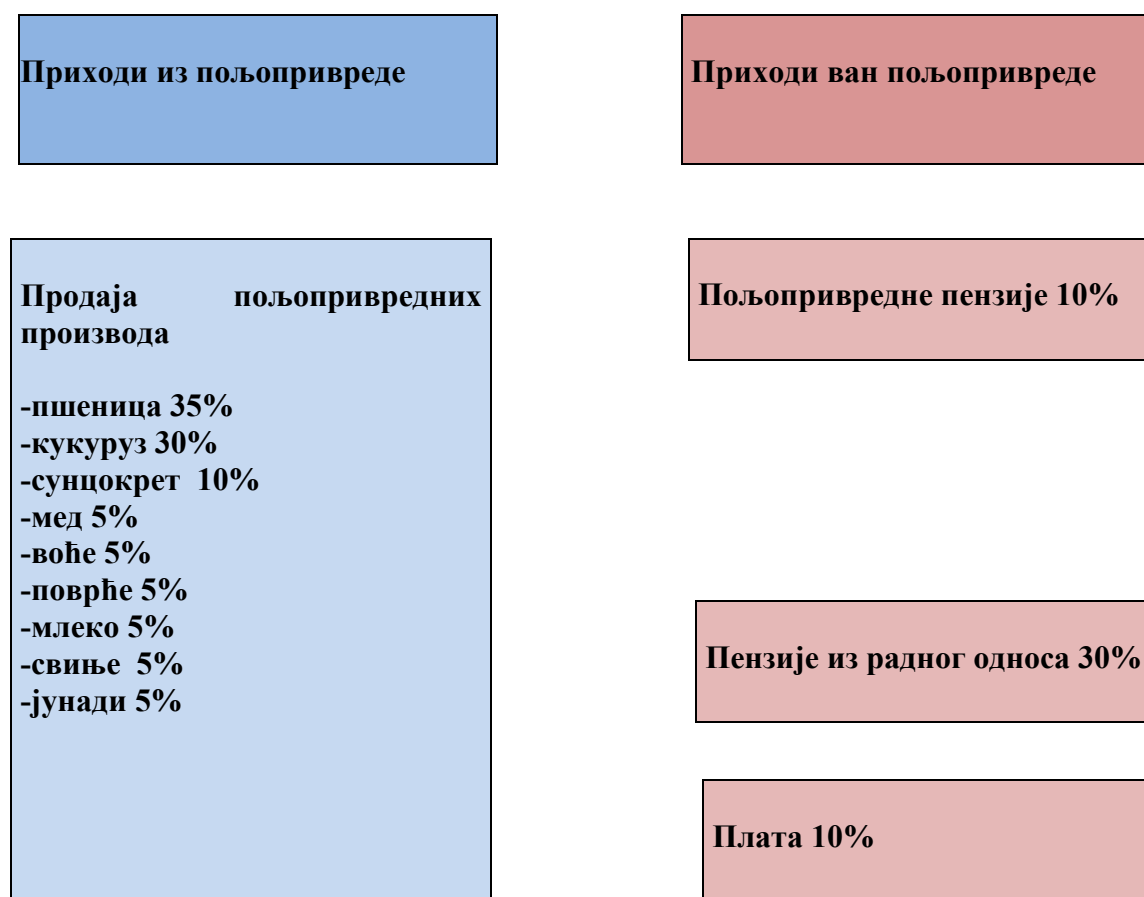 Приходи из пољопривреде
Приходи ван пољопривреде
Продаја пољопривредних
производа
-пшеница 35%
-кукуруз 30%
-сунцокрет 10%
-мед 5%
-воће 5%
-поврће 5%
-млеко 5%
-свиње 5%
-јунади 5%
Пољопривредне пензије 10%
Пензије из радног односа 30%
Плата 10%